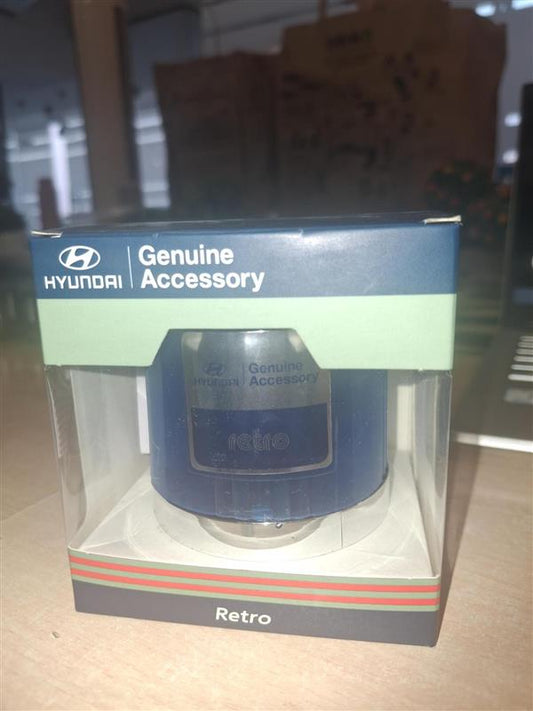 HYUNDAI
Genuine
Accessory
HYUNDAI
Genuine
Accessory
retro
Retro